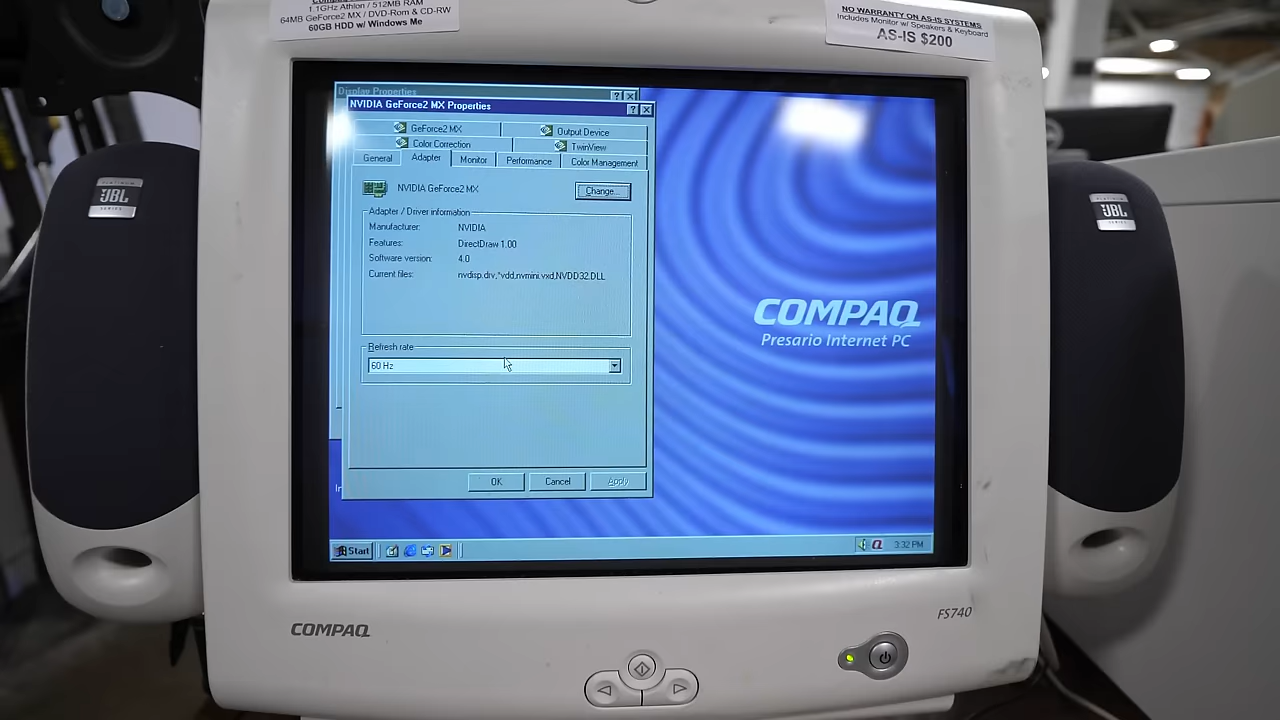 1.1GHz Athlon / 512MB RAM
64MB GeForce2 MX / DVD-Rom & CD-RW
60GB HDD w/ Windows Me
NO WARRANTY ON AS-IS SYSTEMS
Includes Monitor w/ Speakers & Keyboard
AS-IS $200
Display Properties
NVIDIA GeForce2 MX Properties
GeForce2 MX
Output Device
Color Correction
TwinView
General
Adapter
Monitor
Performance
Color Management
NVIDIA GeForce2 MX
Change...
Adapter / Driver information
Manufacturer: NVIDIA
Features: DirectDraw 1.00
Software version: 4.0
Current files: nvdisp.drv,*vdd,nvmini.vxd,NVDD32.DLL
Refresh rate
60 Hz
OK
Cancel
Apply
COMPAQ
Presario Internet PC
Start
3:32 PM
PLATINUM
JBL
SERIES
PLATINUM
JBL
SERIES
COMPAQ
FS740